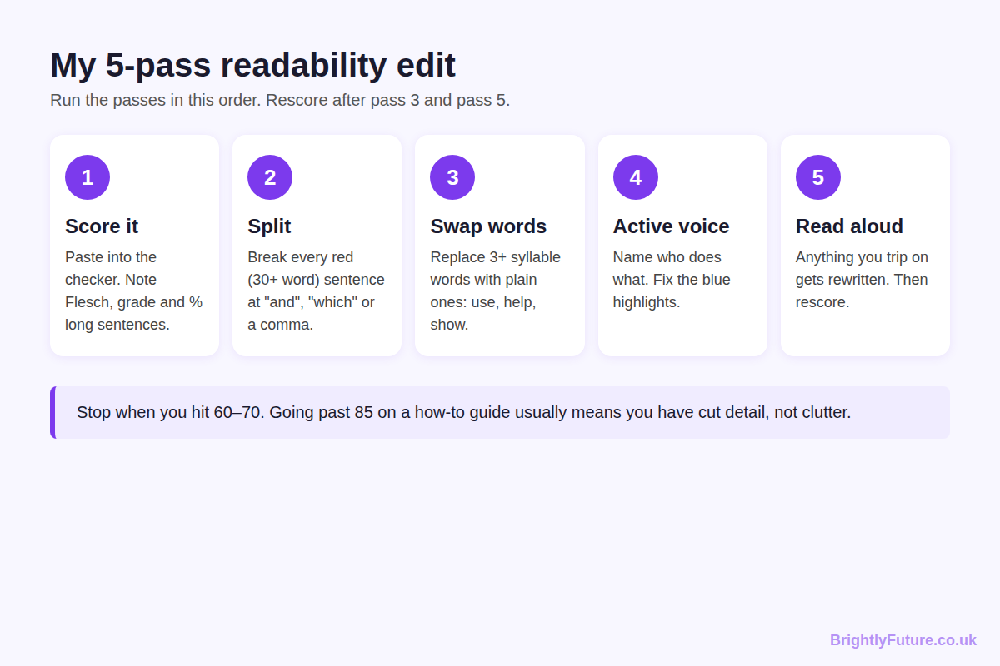 My 5-pass readability edit
Run the passes in this order. Rescore after pass 3 and pass 5.
1
Score it
Paste into the
checker. Note
Flesch, grade and %
long sentences.
2
Split
Break every red
(30+ word) sentence
at "and", "which" or
a comma.
3
Swap words
Replace 3+ syllable
words with plain
ones: use, help,
show.
4
Active voice
Name who does
what. Fix the blue
highlights.
5
Read aloud
Anything you trip on
gets rewritten. Then
rescore.
Stop when you hit 60–70. Going past 85 on a how-to guide usually means you have cut detail, not clutter.
BrightlyFuture.co.uk